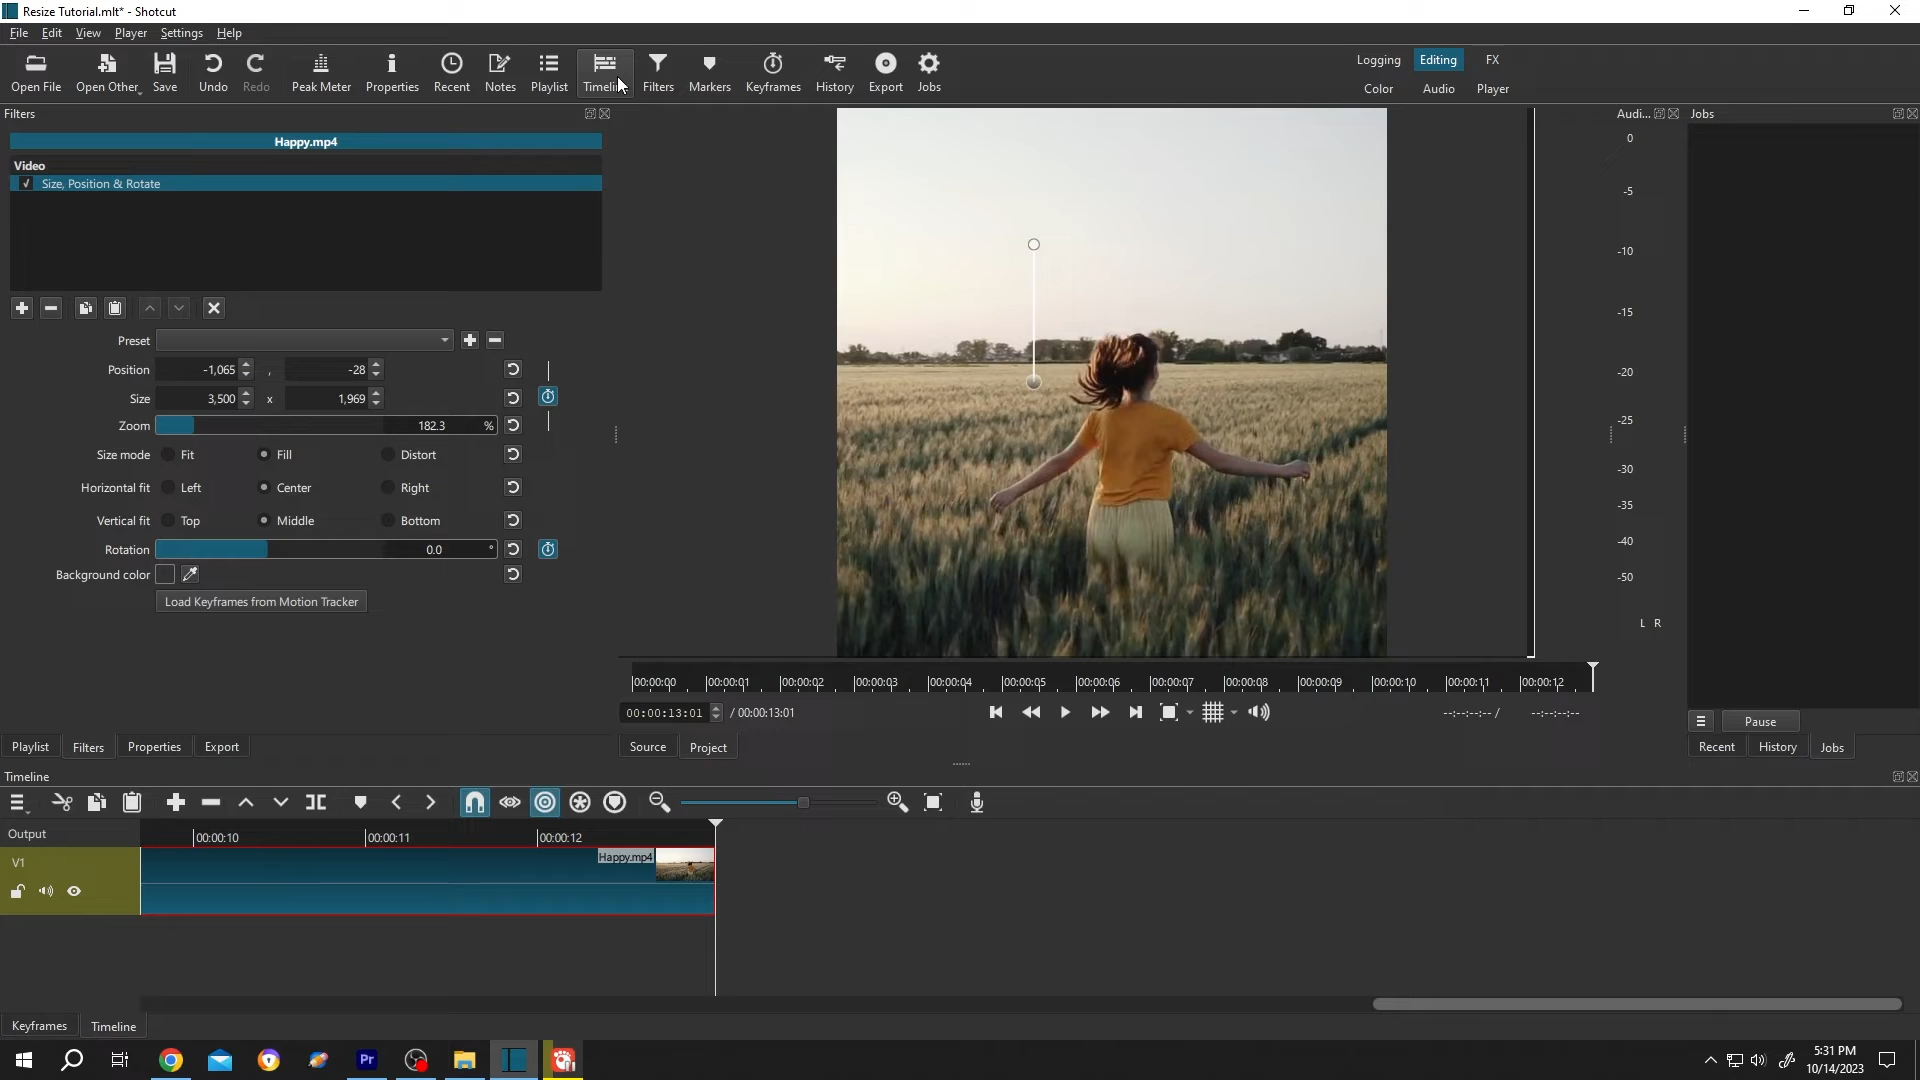 Resize Tutorial.mlt* - Shotcut
File Edit View Player Settings Help
Open File Open Other Save Undo Redo Peak Meter Properties Recent Notes Playlist Timeline Filters Markers Keyframes History Export Jobs
Logging Editing FX
Color Audio Player
Filters
Happy.mp4
Video
Size, Position & Rotate
Preset
Position -1,065 , -28
Size 3,500 x 1,969
Zoom 182.3 %
Size mode Fit Fill Distort
Horizontal fit Left Center Right
Vertical fit Top Middle Bottom
Rotation 0.0 °
Background color
Load Keyframes from Motion Tracker
Playlist Filters Properties Export
00:00:00 00:00:01 00:00:02 00:00:03 00:00:04 00:00:05 00:00:06 00:00:07 00:00:08 00:00:09 00:00:10 00:00:11 00:00:12
00:00:13:01 / 00:00:13:01
--:--:--:-- / --:--:--:--
Source Project
Audi...
0
-5
-10
-15
-20
-25
-30
-35
-40
-50
L R
Jobs
Pause
Recent History Jobs
Timeline
Output
00:00:10 00:00:11 00:00:12
V1
Happy.mp4
Keyframes Timeline
Pr
5:31 PM
10/14/2023